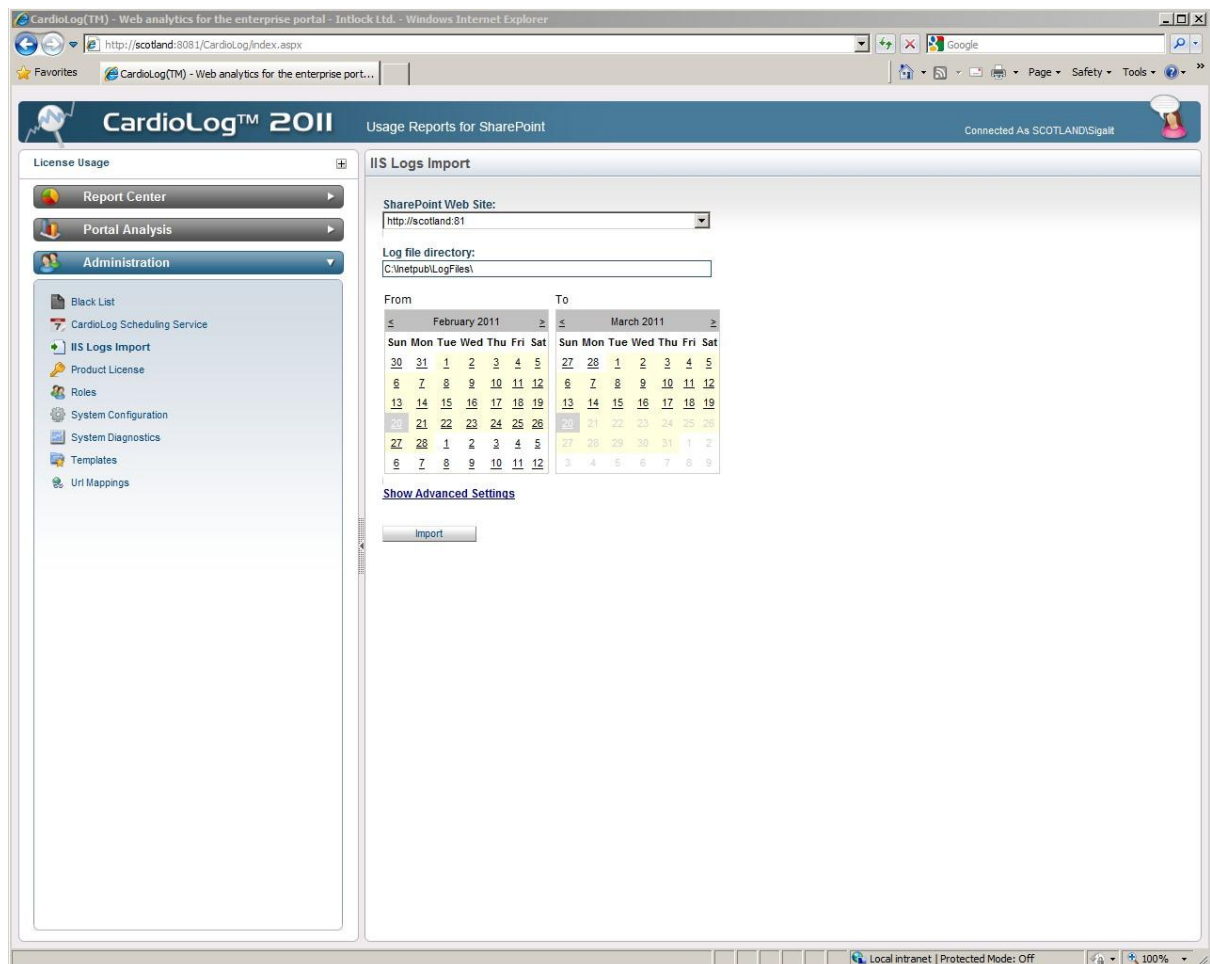 CardioLog(TM) - Web analytics for the enterprise portal - Intlock Ltd. - Windows Internet Explorer
http://scotland:8081/CardioLog/index.aspx
Google
Favorites
CardioLog(TM) - Web analytics for the enterprise port...
Page
Safety
Tools
CardioLog™ 2011
Usage Reports for SharePoint
Connected As SCOTLAND\Sigalit
License Usage
Report Center
Portal Analysis
Administration
Black List
CardioLog Scheduling Service
IIS Logs Import
Product License
Roles
System Configuration
System Diagnostics
Templates
Url Mappings
IIS Logs Import
SharePoint Web Site:
http://scotland:81
Log file directory:
C:\Inetpub\LogFiles\
From
< February 2011 >
Sun Mon Tue Wed Thu Fri Sat
30 31 1 2 3 4 5
6 7 8 9 10 11 12
13 14 15 16 17 18 19
20 21 22 23 24 25 26
27 28 1 2 3 4 5
6 7 8 9 10 11 12
To
< March 2011 >
Sun Mon Tue Wed Thu Fri Sat
27 28 1 2 3 4 5
6 7 8 9 10 11 12
13 14 15 16 17 18 19
20 21 22 23 24 25 26
27 28 29 30 31 1 2
3 4 5 6 7 8 9
Show Advanced Settings
Import
Local intranet | Protected Mode: Off
100%